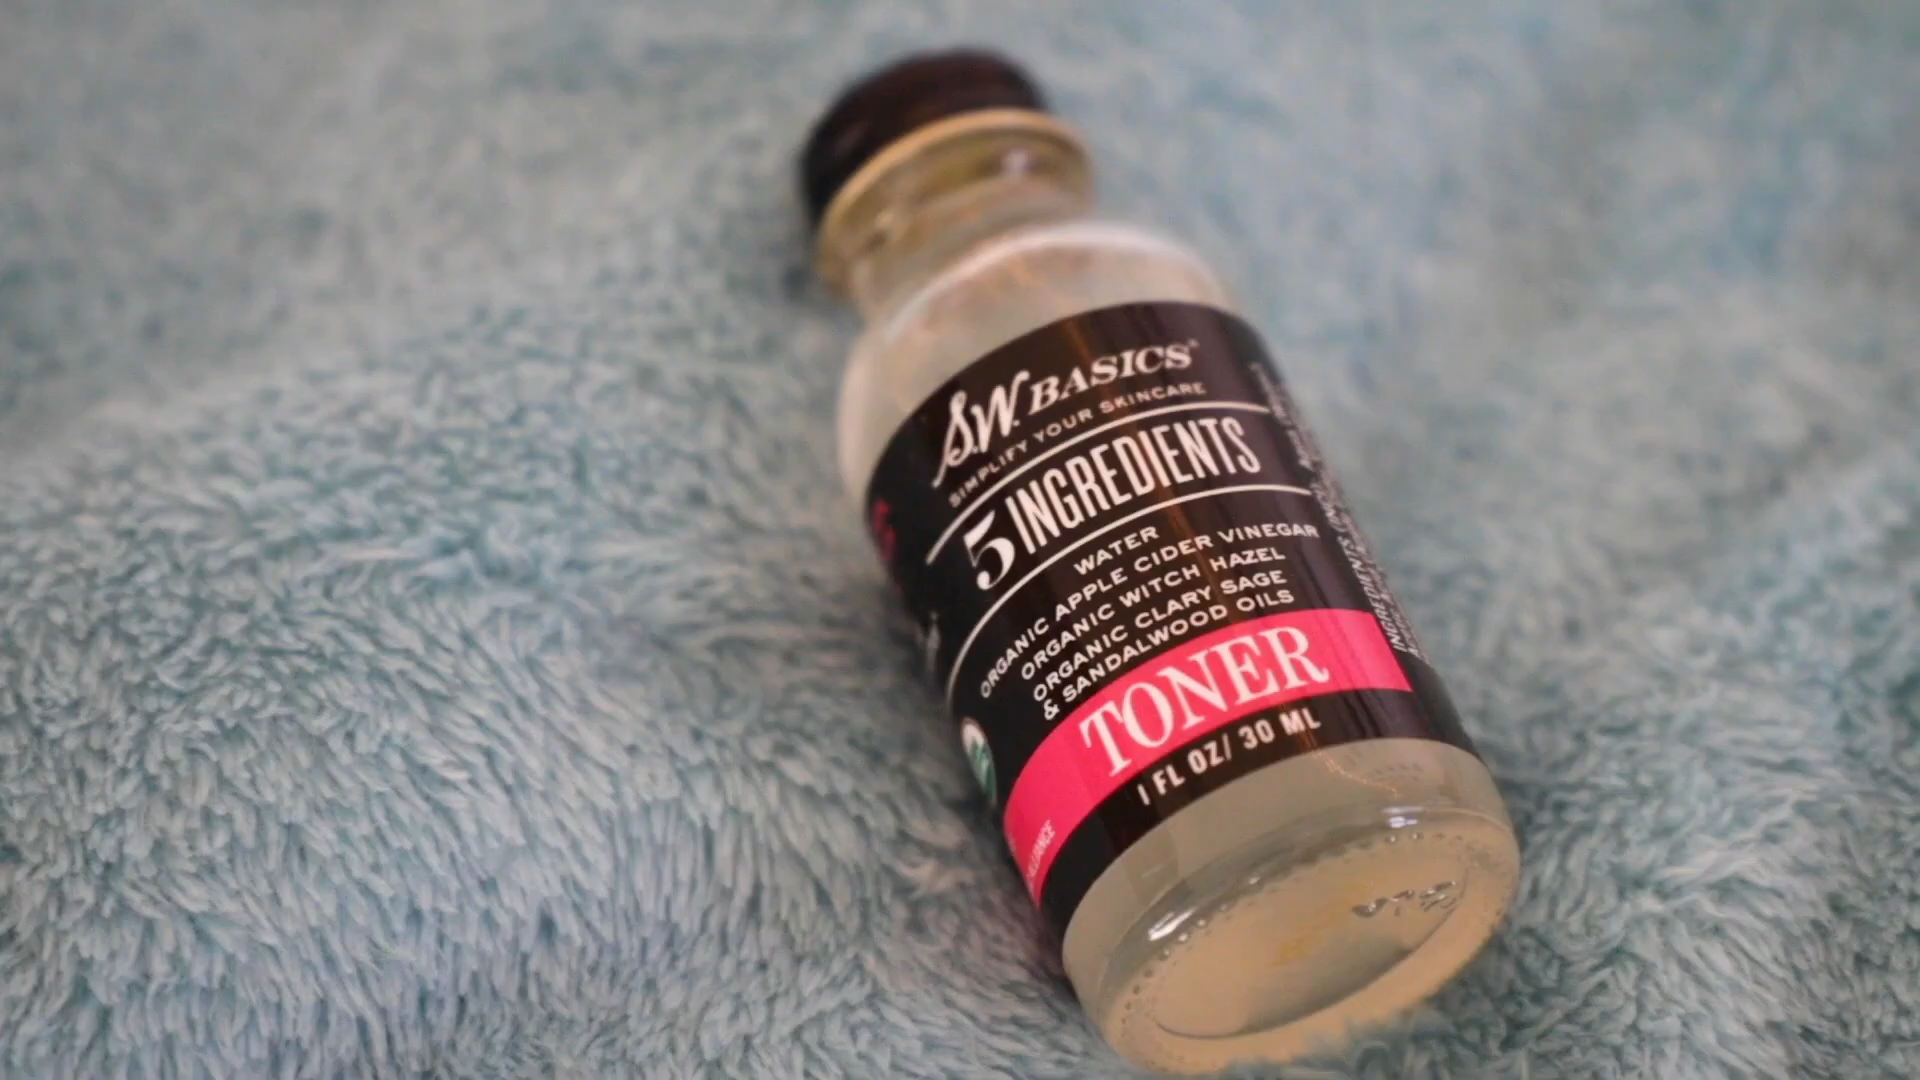 S.W. BASICS
SIMPLIFY YOUR SKINCARE
5 INGREDIENTS
WATER
ORGANIC APPLE CIDER VINEGAR
ORGANIC WITCH HAZEL
ORGANIC CLARY SAGE
& SANDALWOOD OILS
TONER
1 FL OZ/ 30 ML
INGREDIENTS